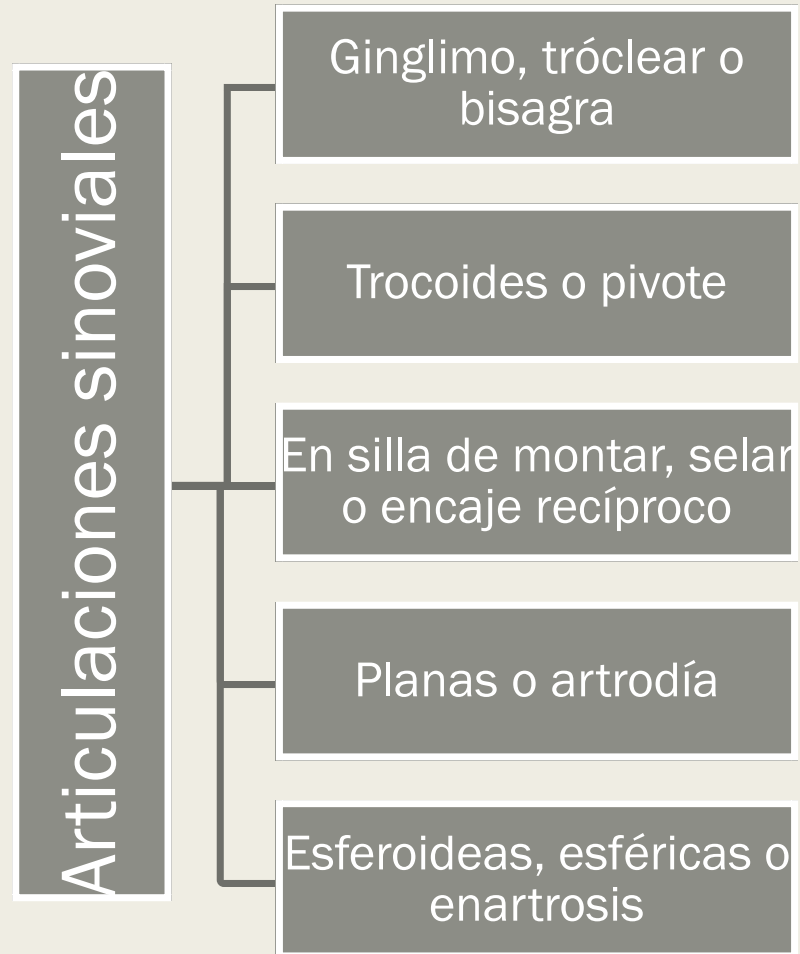 Articulaciones sinoviales
Ginglimo, tróclear o
bisagra
Trocoides o pivote
En silla de montar, selar
o encaje recíproco
Planas o artrodía
Esferoideas, esféricas o
enartrosis